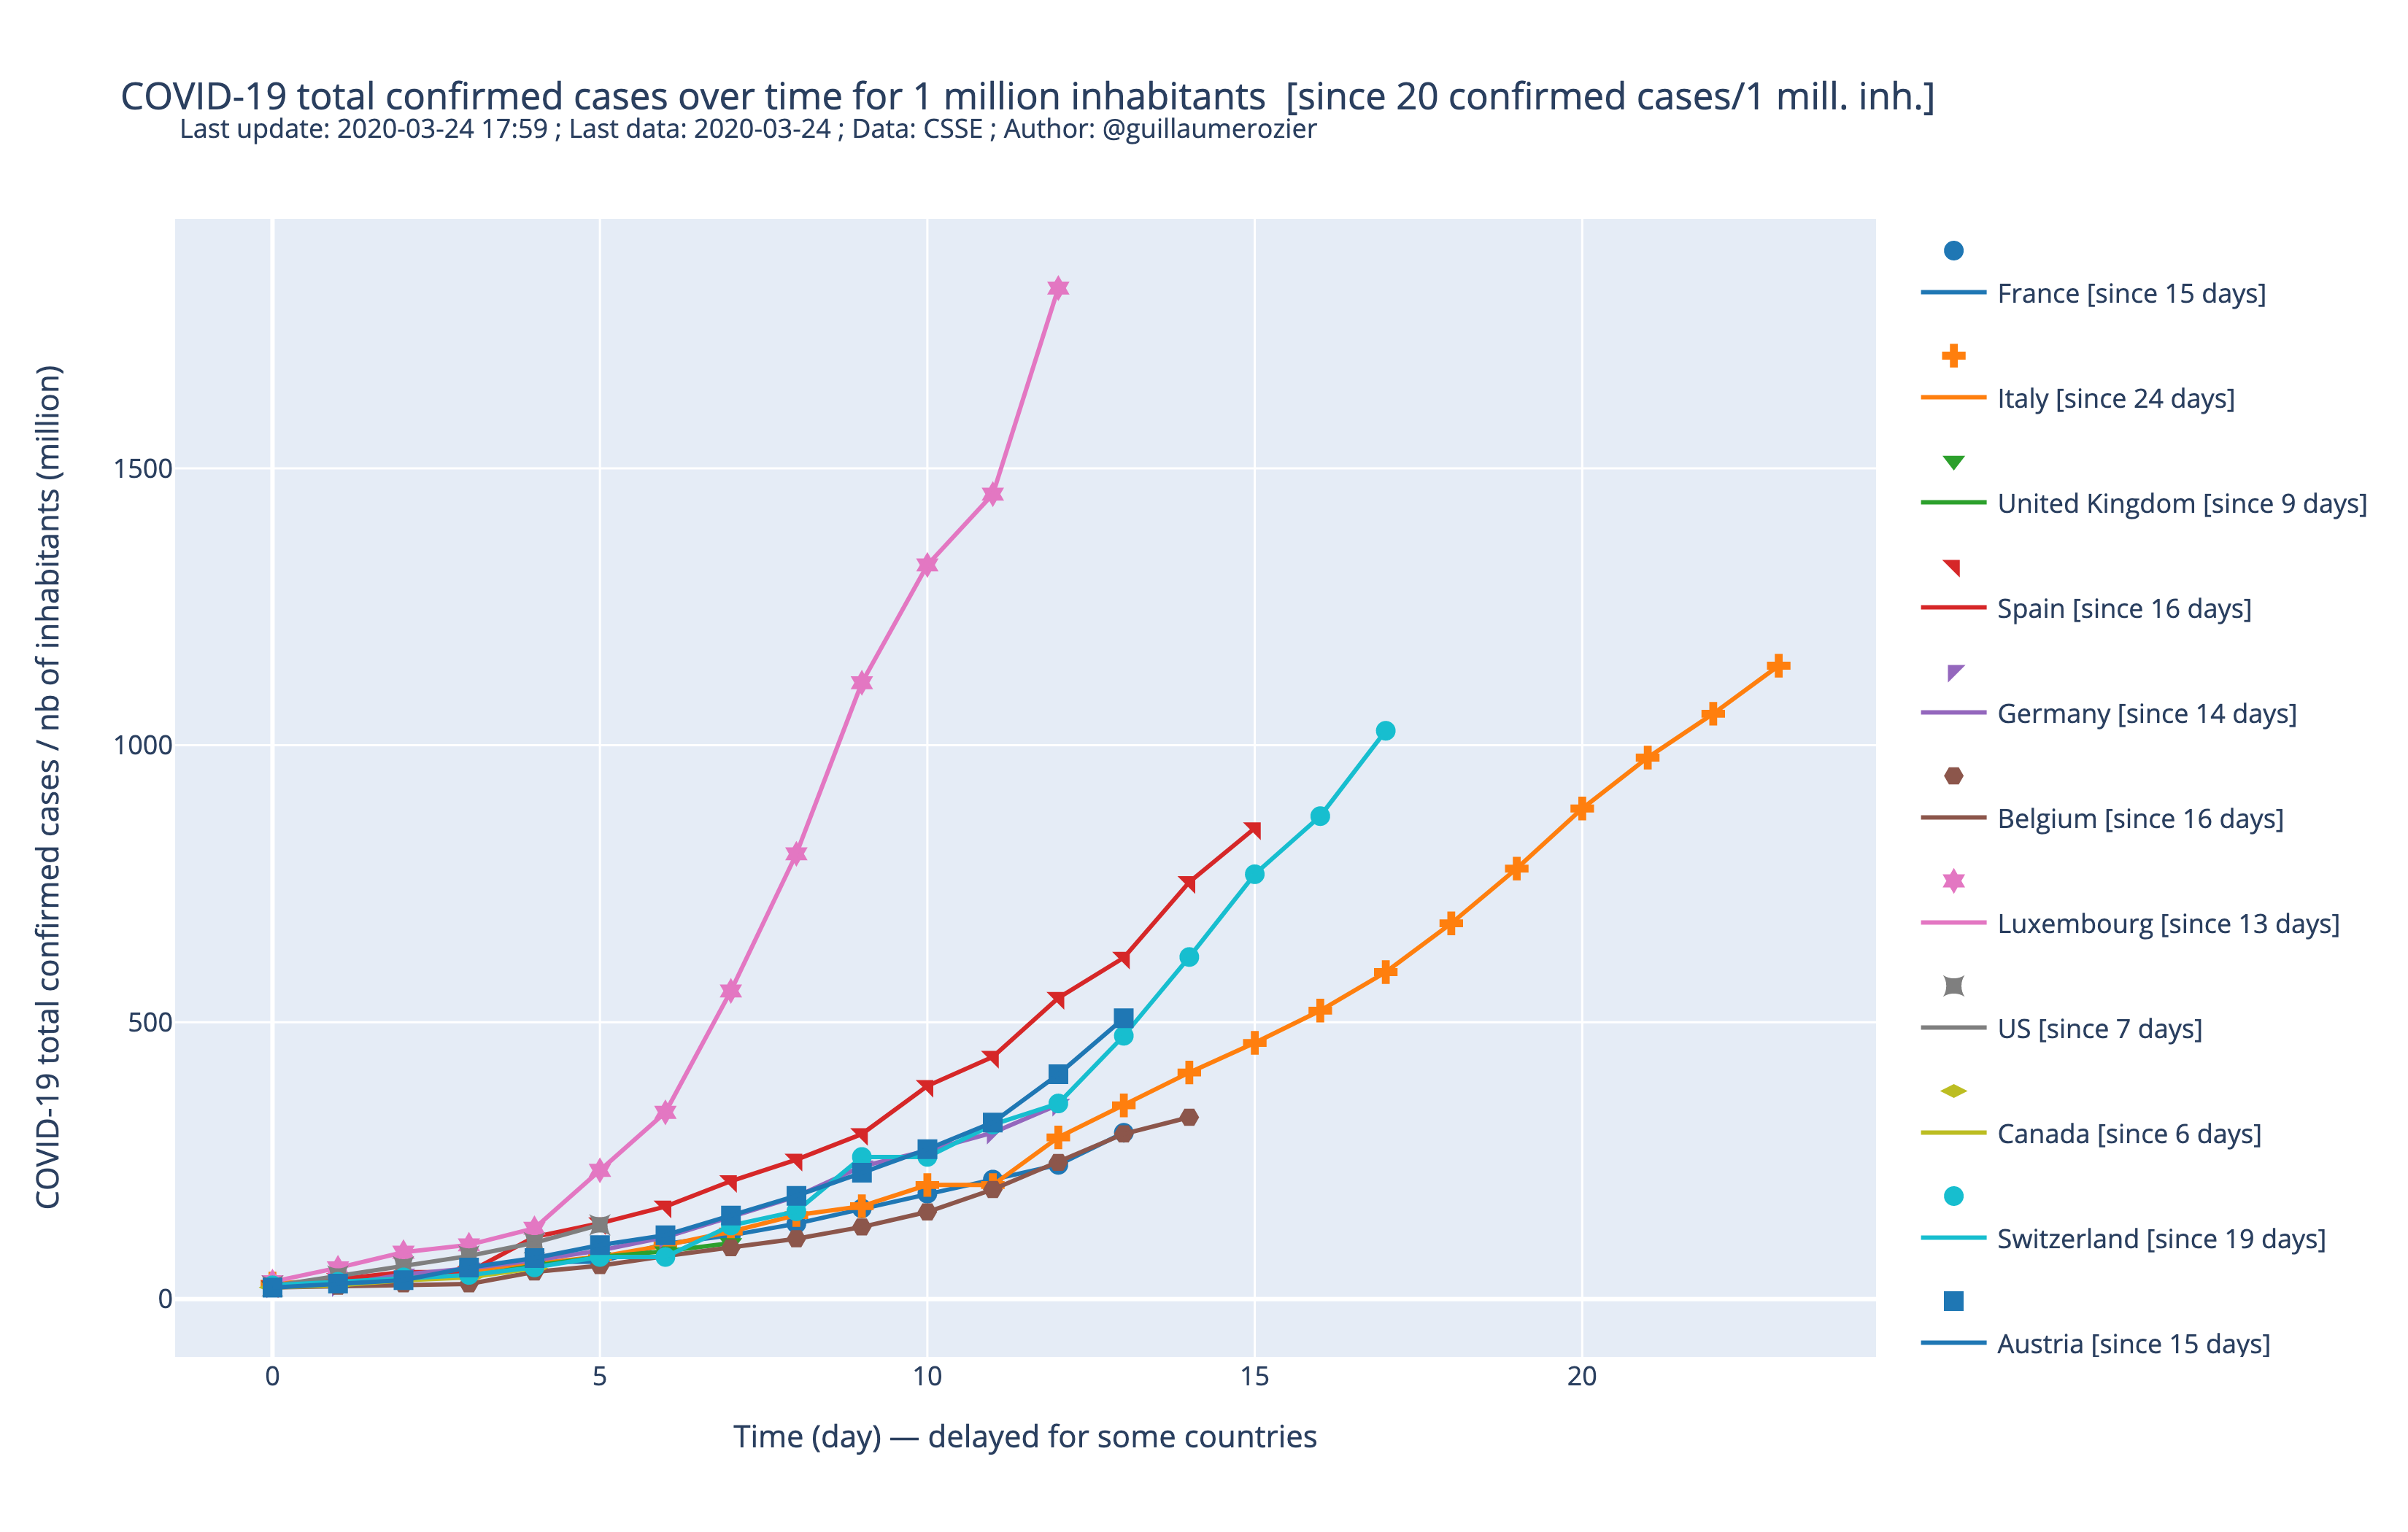 COVID-19 total confirmed cases over time for 1 million inhabitants  [since 20 confirmed cases/1 mill. inh.]
Last update: 2020-03-24 17:59 ; Last data: 2020-03-24 ; Data: CSSE ; Author: @guillaumerozier
COVID-19 total confirmed cases / nb of inhabitants (million)
1500
1000
500
0
0
5
10
15
20
Time (day) — delayed for some countries
France [since 15 days]
Italy [since 24 days]
United Kingdom [since 9 days]
Spain [since 16 days]
Germany [since 14 days]
Belgium [since 16 days]
Luxembourg [since 13 days]
US [since 7 days]
Canada [since 6 days]
Switzerland [since 19 days]
Austria [since 15 days]